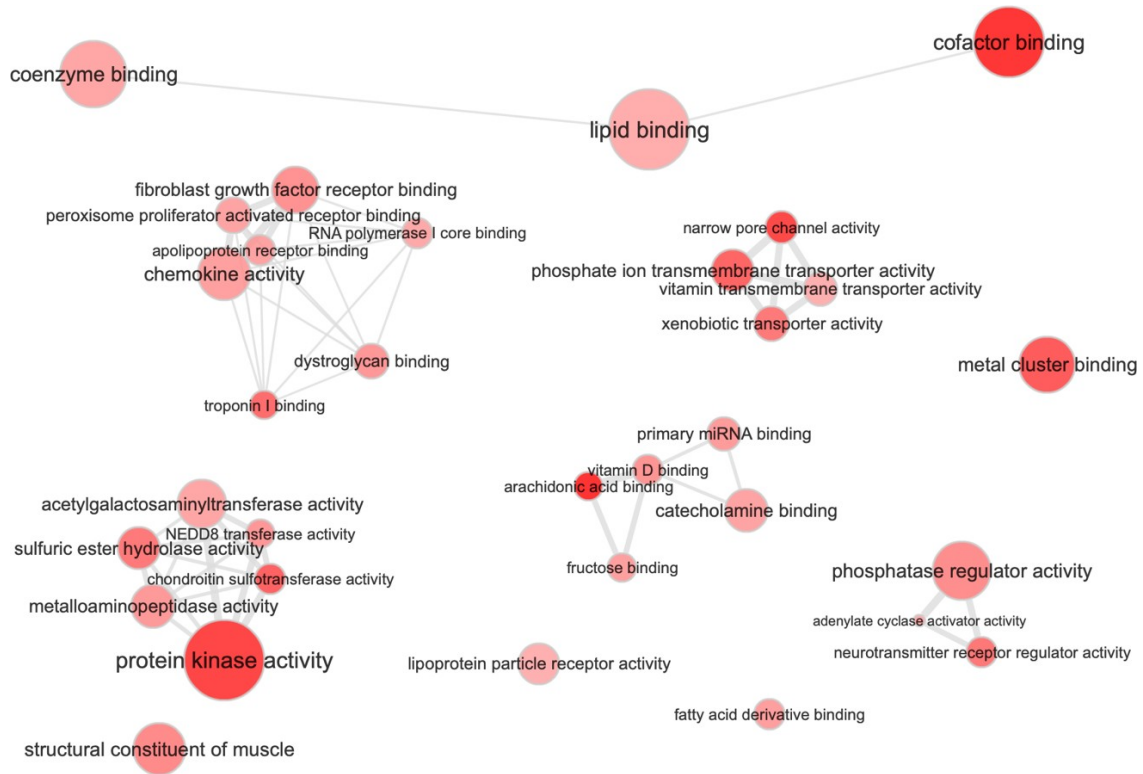 cofactor binding
coenzyme binding
lipid binding
fibroblast growth factor receptor binding
peroxisome proliferator activated receptor binding
RNA polymerase I core binding
apolipoprotein receptor binding
chemokine activity
dystroglycan binding
troponin I binding
narrow pore channel activity
phosphate ion transmembrane transporter activity
vitamin transmembrane transporter activity
xenobiotic transporter activity
metal cluster binding
primary miRNA binding
vitamin D binding
arachidonic acid binding
catecholamine binding
fructose binding
acetylgalactosaminyltransferase activity
NEDD8 transferase activity
sulfuric ester hydrolase activity
chondroitin sulfotransferase activity
metalloaminopeptidase activity
protein kinase activity
phosphatase regulator activity
adenylate cyclase activator activity
neurotransmitter receptor regulator activity
lipoprotein particle receptor activity
fatty acid derivative binding
structural constituent of muscle